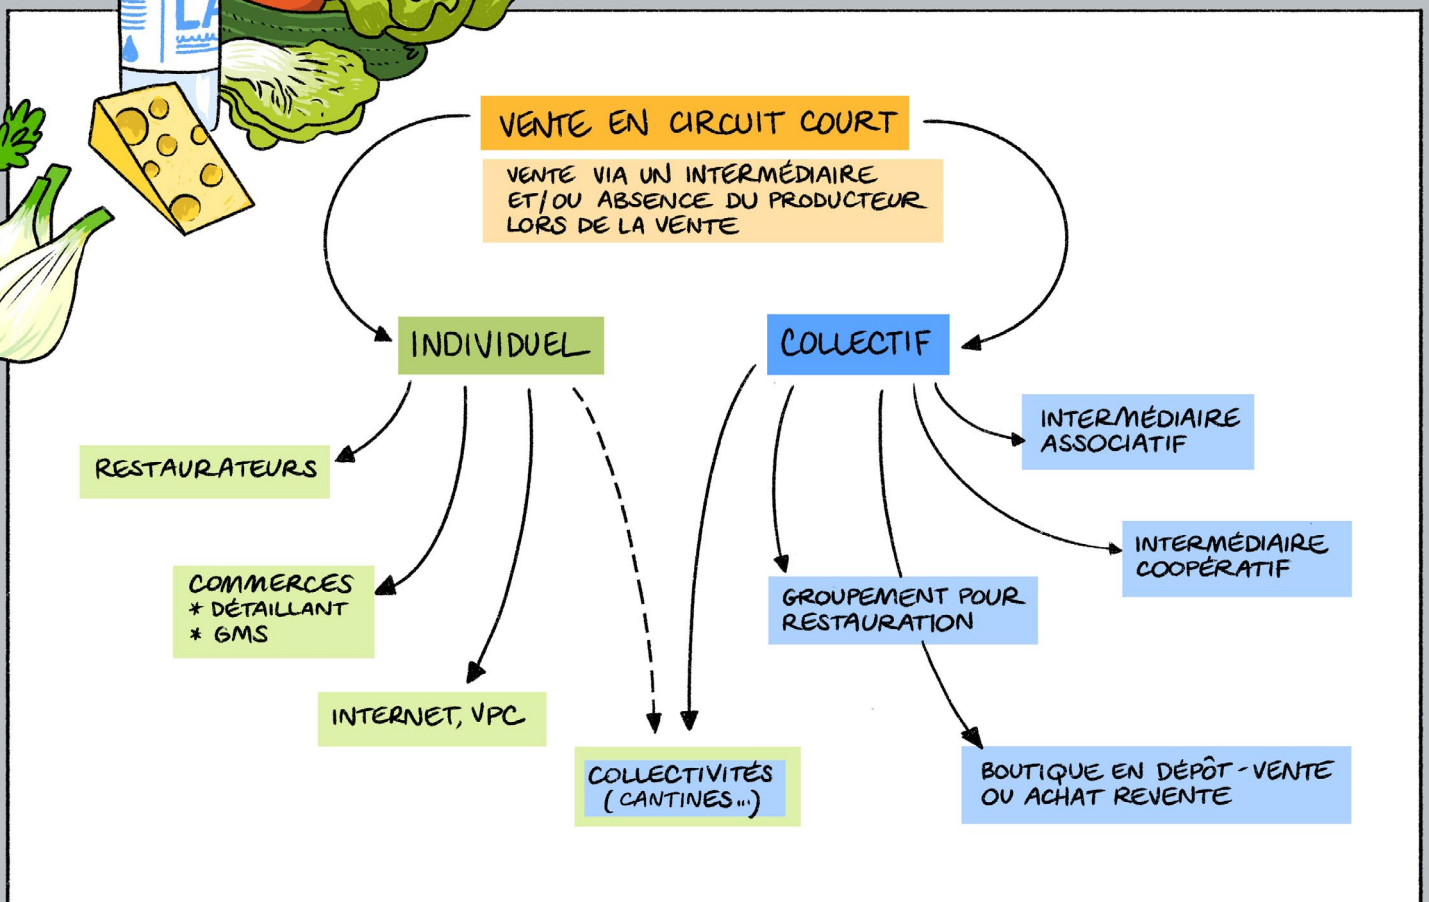 LA
VENTE EN CIRCUIT COURT
VENTE VIA UN INTERMÉDIAIRE
ET/OU ABSENCE DU PRODUCTEUR
LORS DE LA VENTE
INDIVIDUEL
COLLECTIF
RESTAURATEURS
COMMERCES
* DÉTAILLANT
* GMS
INTERNET, VPC
COLLECTIVITÉS
(CANTINES...)
GROUPEMENT POUR
RESTAURATION
BOUTIQUE EN DÉPÔT-VENTE
OU ACHAT REVENTE
INTERMÉDIAIRE
COOPÉRATIF
INTERMÉDIAIRE
ASSOCIATIF